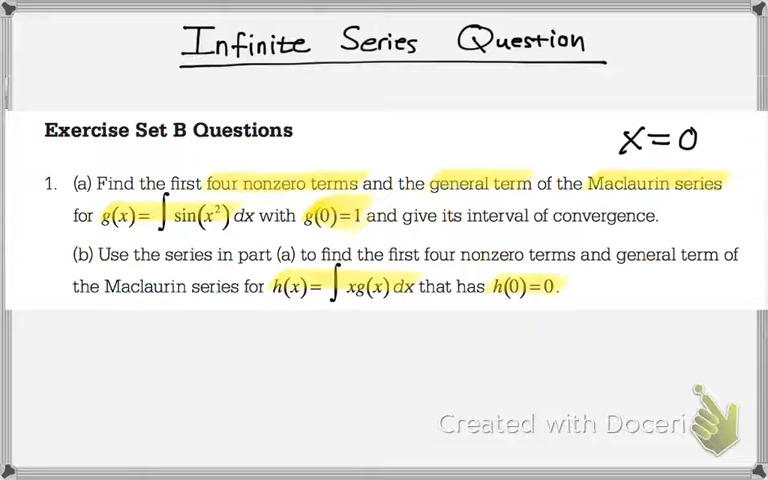 Infinite Series Question
Exercise Set B Questions
x=0
1. (a) Find the first four nonzero terms and the general term of the Maclaurin series
for g(x)= ∫ sin(x²) dx with g(0)=1 and give its interval of convergence.
(b) Use the series in part (a) to find the first four nonzero terms and general term of
the Maclaurin series for h(x)= ∫ xg(x) dx that has h(0)=0.
Created with Doceri